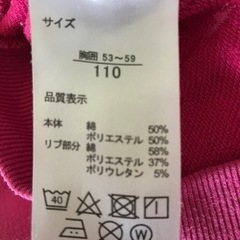 サイズ
胸囲 53~59
110
品質表示
本体 綿 50%
ポリエステル 50%
リブ部分 綿 58%
ポリエステル 37%
ポリウレタン 5%
40